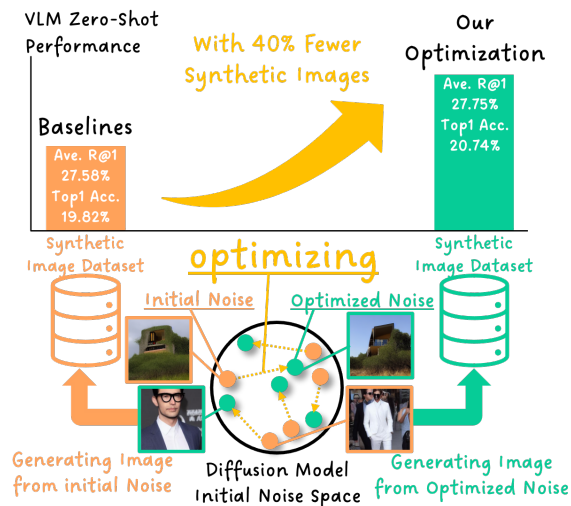 VLM Zero-Shot
Performance
With 40% Fewer
Synthetic Images
Our
Optimization
Baselines
Ave. R@1
27.58%
Top1 Acc.
19.82%
Ave. R@1
27.75%
Top1 Acc.
20.74%
Synthetic
Image Dataset
optimizing
Synthetic
Image Dataset
Initial Noise
Optimized Noise
Generating Image
from initial Noise
Diffusion Model
Initial Noise Space
Generating Image
from Optimized Noise